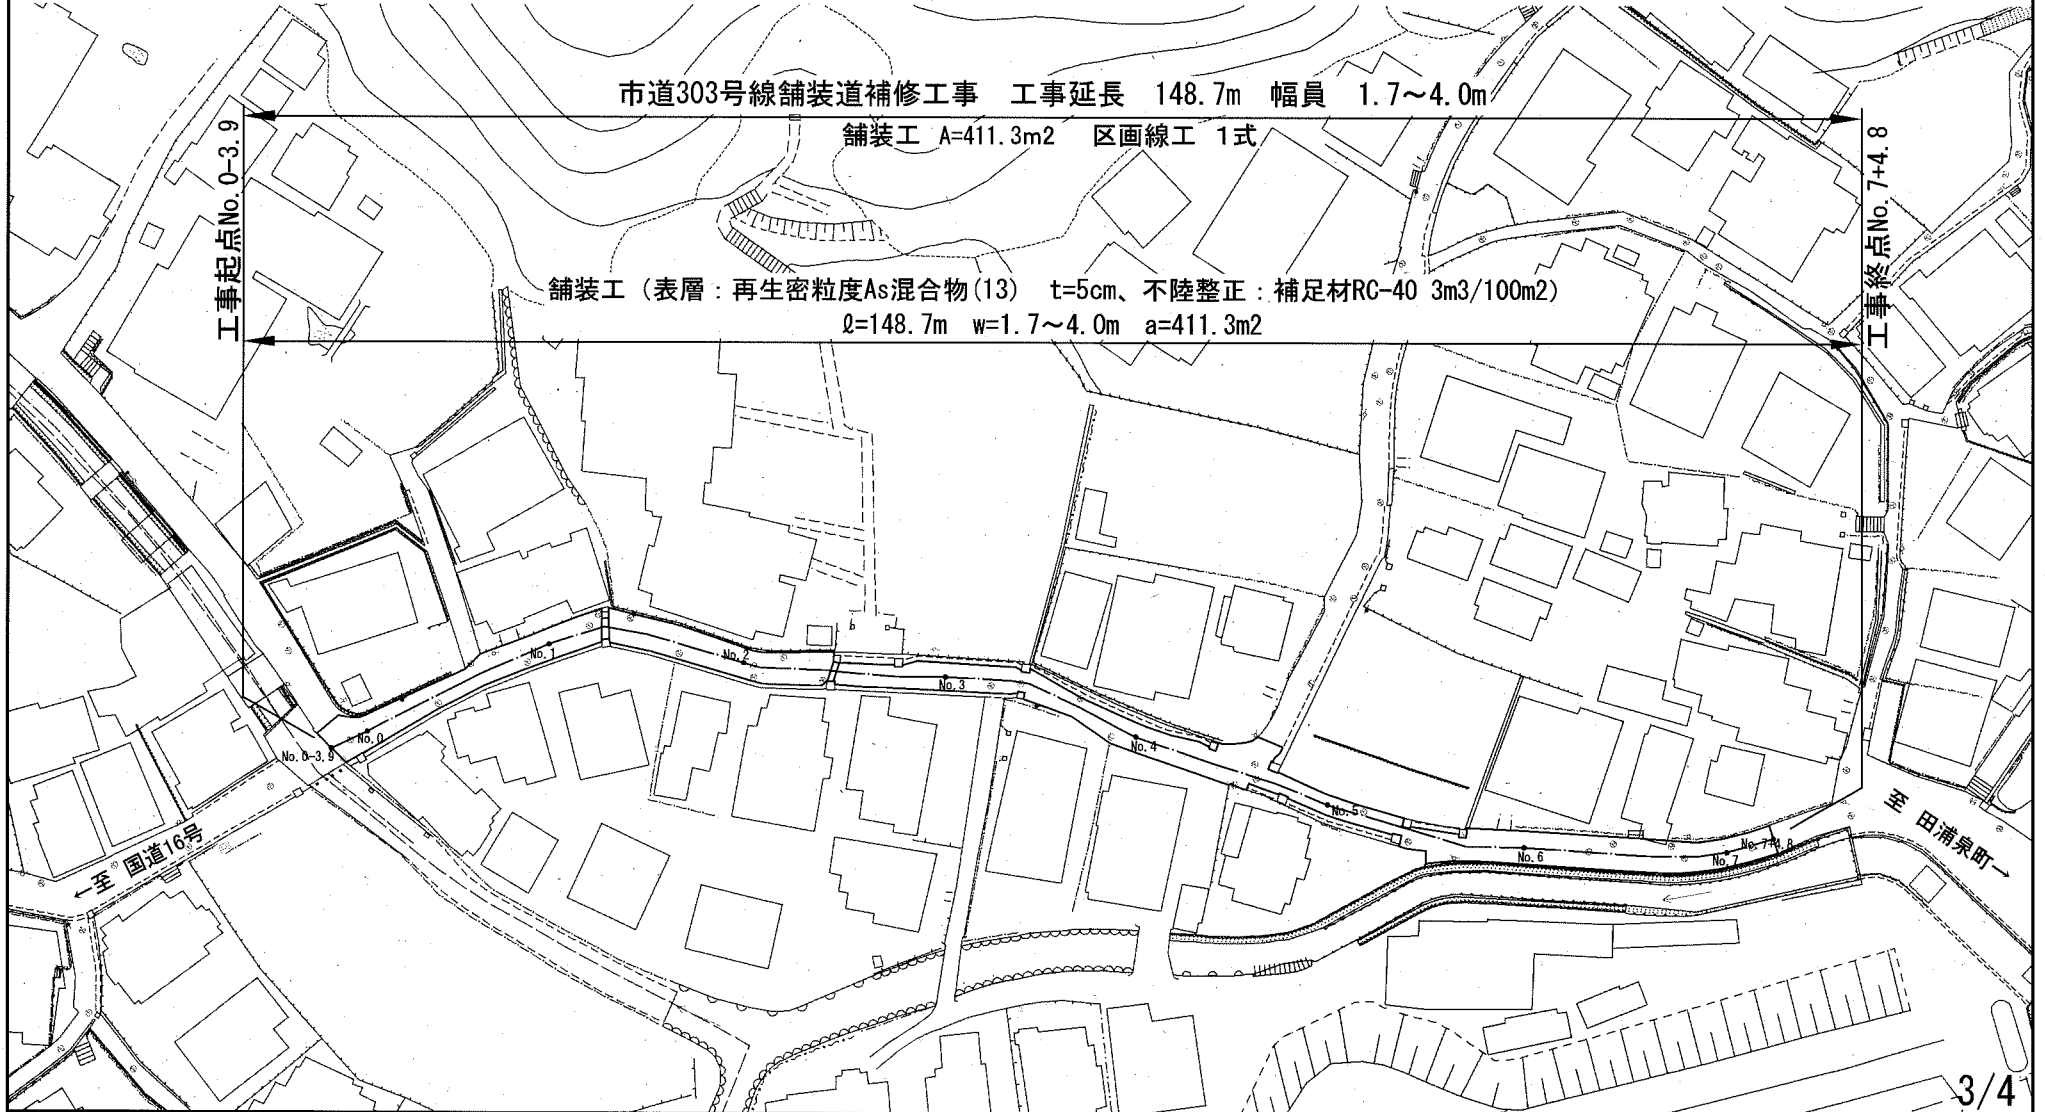 市道303号線舗装道補修工事　工事延長　148.7m　幅員　1.7～4.0m
舗装工　A=411.3m2　区画線工　1式
工事起点No.0-3.9
工事終点No.7+4.8
舗装工（表層：再生密粒度As混合物(13)　t=5cm、不陸整正：補足材RC-40 3m3/100m2）
ℓ=148.7m　w=1.7～4.0m　a=411.3m2
No.0-3.9
No.0
No.1
No.2
No.3
No.4
No.5
No.6
No.7
No.7+4.8
←至 国道16号
至 田浦泉町→
3/4